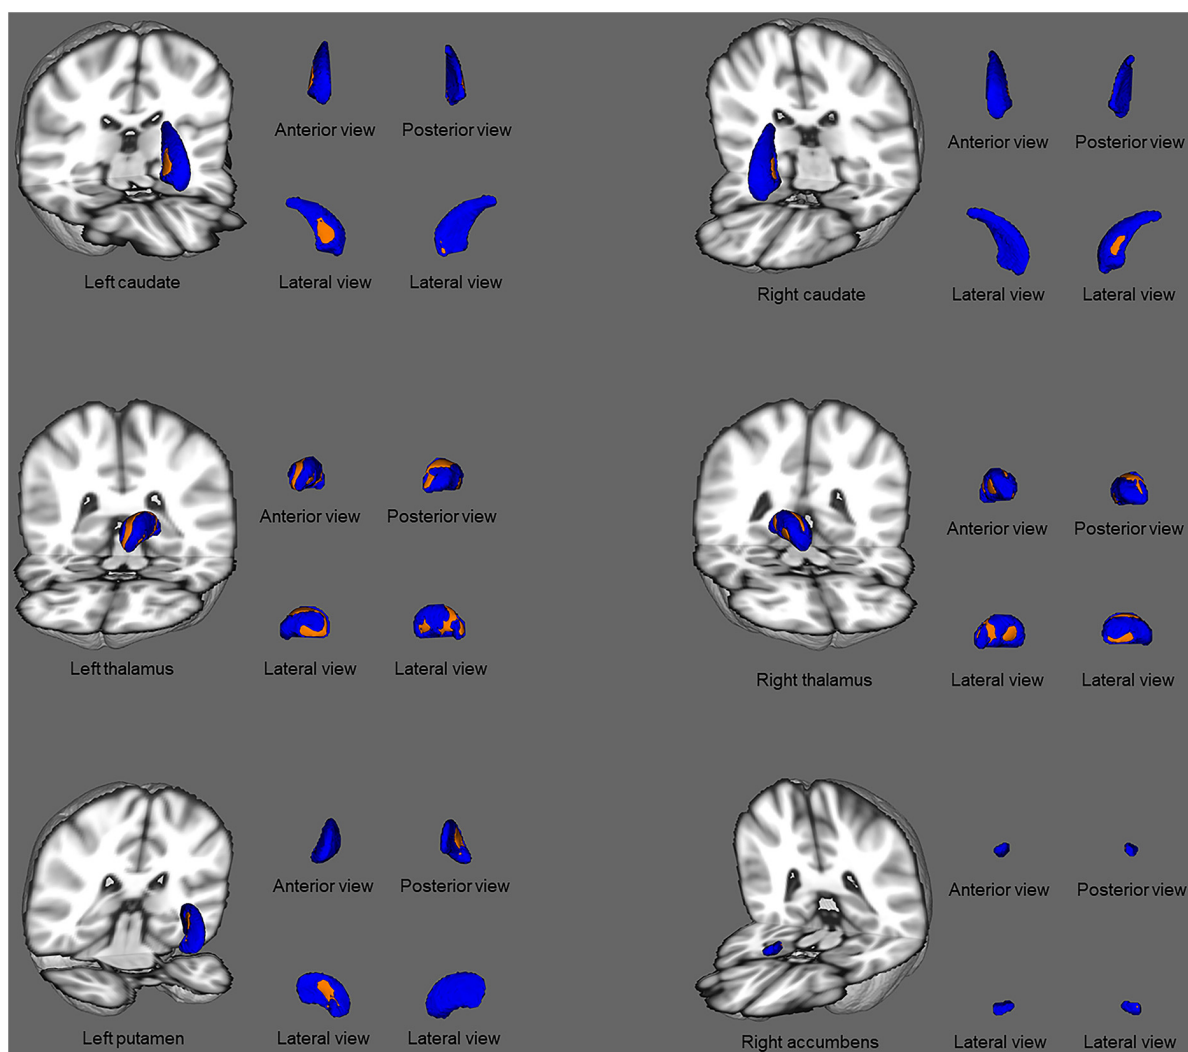 Anterior view Posterior view
Left caudate Lateral view Lateral view
Anterior view Posterior view
Right caudate Lateral view Lateral view
Anterior view Posterior view
Left thalamus Lateral view Lateral view
Anterior view Posterior view
Right thalamus Lateral view Lateral view
Anterior view Posterior view
Left putamen Lateral view Lateral view
Anterior view Posterior view
Right accumbens Lateral view Lateral view